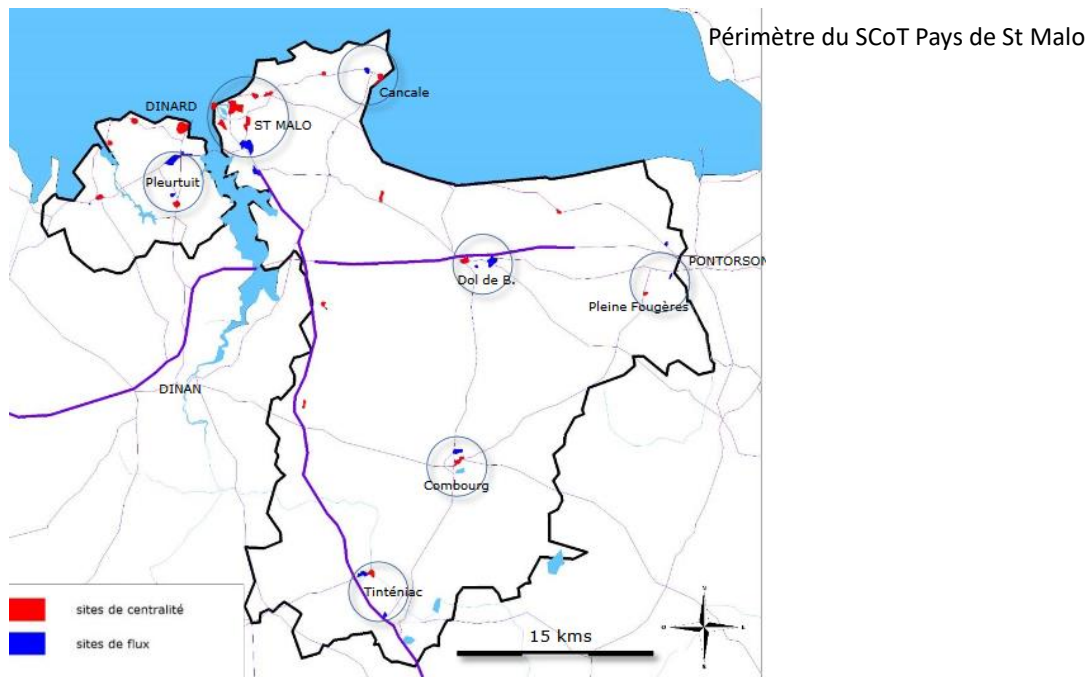 Périmètre du SCoT Pays de St Malo
Cancale
DINARD
ST MALO
Pleurtuit
PONTORSON
Dol de B.
Pleine Fougères
DINAN
Combourg
Tinténiac
sites de centralité
sites de flux
15 kms